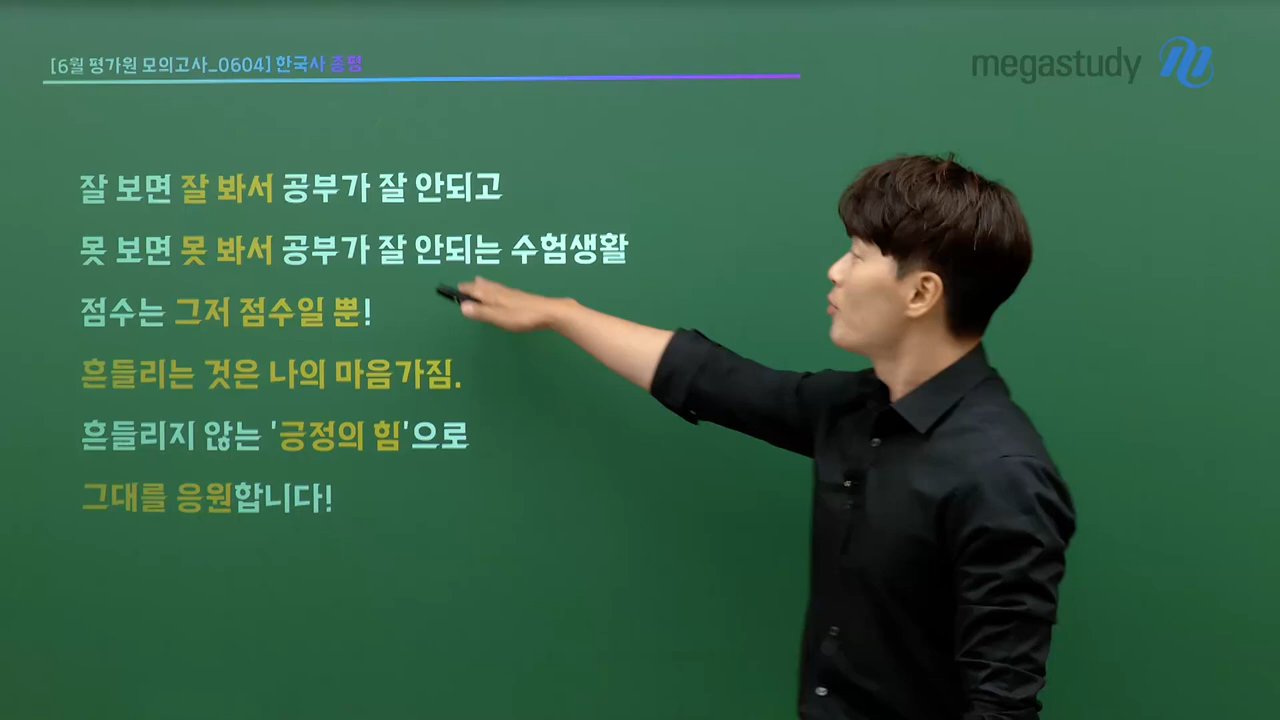 [6월 평가원 모의고사_0604] 한국사 총평
megastudy
잘 보면 잘 봐서 공부가 잘 안되고
못 보면 못 봐서 공부가 잘 안되는 수험생활
점수는 그저 점수일 뿐!
흔들리는 것은 나의 마음가짐.
흔들리지 않는 '긍정의 힘'으로
그대를 응원합니다!